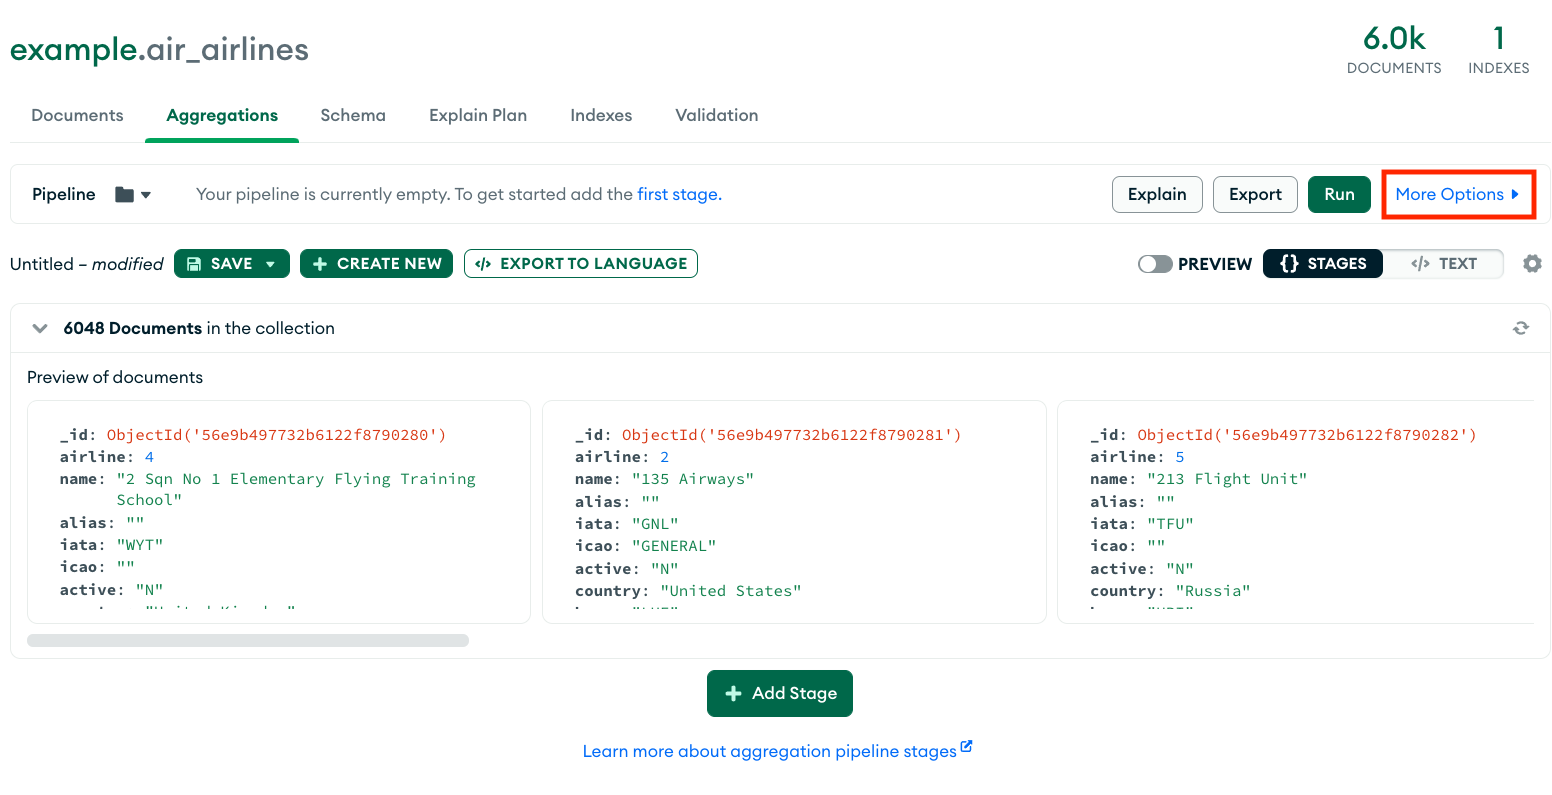 example.air_airlines
6.0k
DOCUMENTS
1
INDEXES
Documents Aggregations Schema Explain Plan Indexes Validation
Pipeline Your pipeline is currently empty. To get started add the first stage. Explain Export Run More Options
Untitled – modified SAVE CREATE NEW EXPORT TO LANGUAGE PREVIEW {} STAGES </> TEXT
6048 Documents in the collection
Preview of documents
_id: ObjectId('56e9b497732b6122f8790280')
airline: 4
name: "2 Sqn No 1 Elementary Flying Training
School"
alias: ""
iata: "WYT"
icao: ""
active: "N"
_id: ObjectId('56e9b497732b6122f8790281')
airline: 2
name: "135 Airways"
alias: ""
iata: "GNL"
icao: "GENERAL"
active: "N"
country: "United States"
_id: ObjectId('56e9b497732b6122f8790282')
airline: 5
name: "213 Flight Unit"
alias: ""
iata: "TFU"
icao: ""
active: "N"
country: "Russia"
Add Stage
Learn more about aggregation pipeline stages